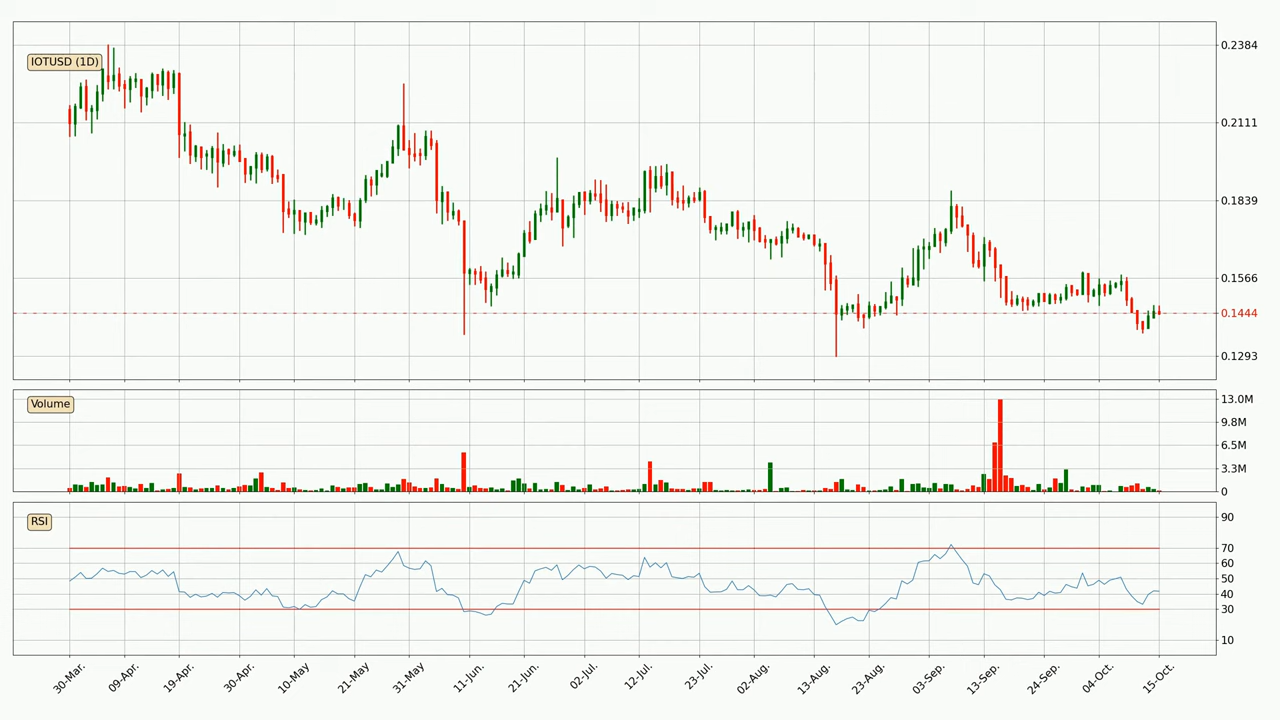 IOTUSD (1D)
0.2384
0.2111
0.1839
0.1566
0.1444
0.1293
Volume
13.0M
9.8M
6.5M
3.3M
0
RSI
90
70
60
50
40
30
10
30-Mar.
09-Apr.
19-Apr.
30-Apr.
10-May
21-May
31-May
11-Jun.
21-Jun.
02-Jul.
12-Jul.
23-Jul.
02-Aug.
13-Aug.
23-Aug.
03-Sep.
13-Sep.
24-Sep.
04-Oct.
15-Oct.